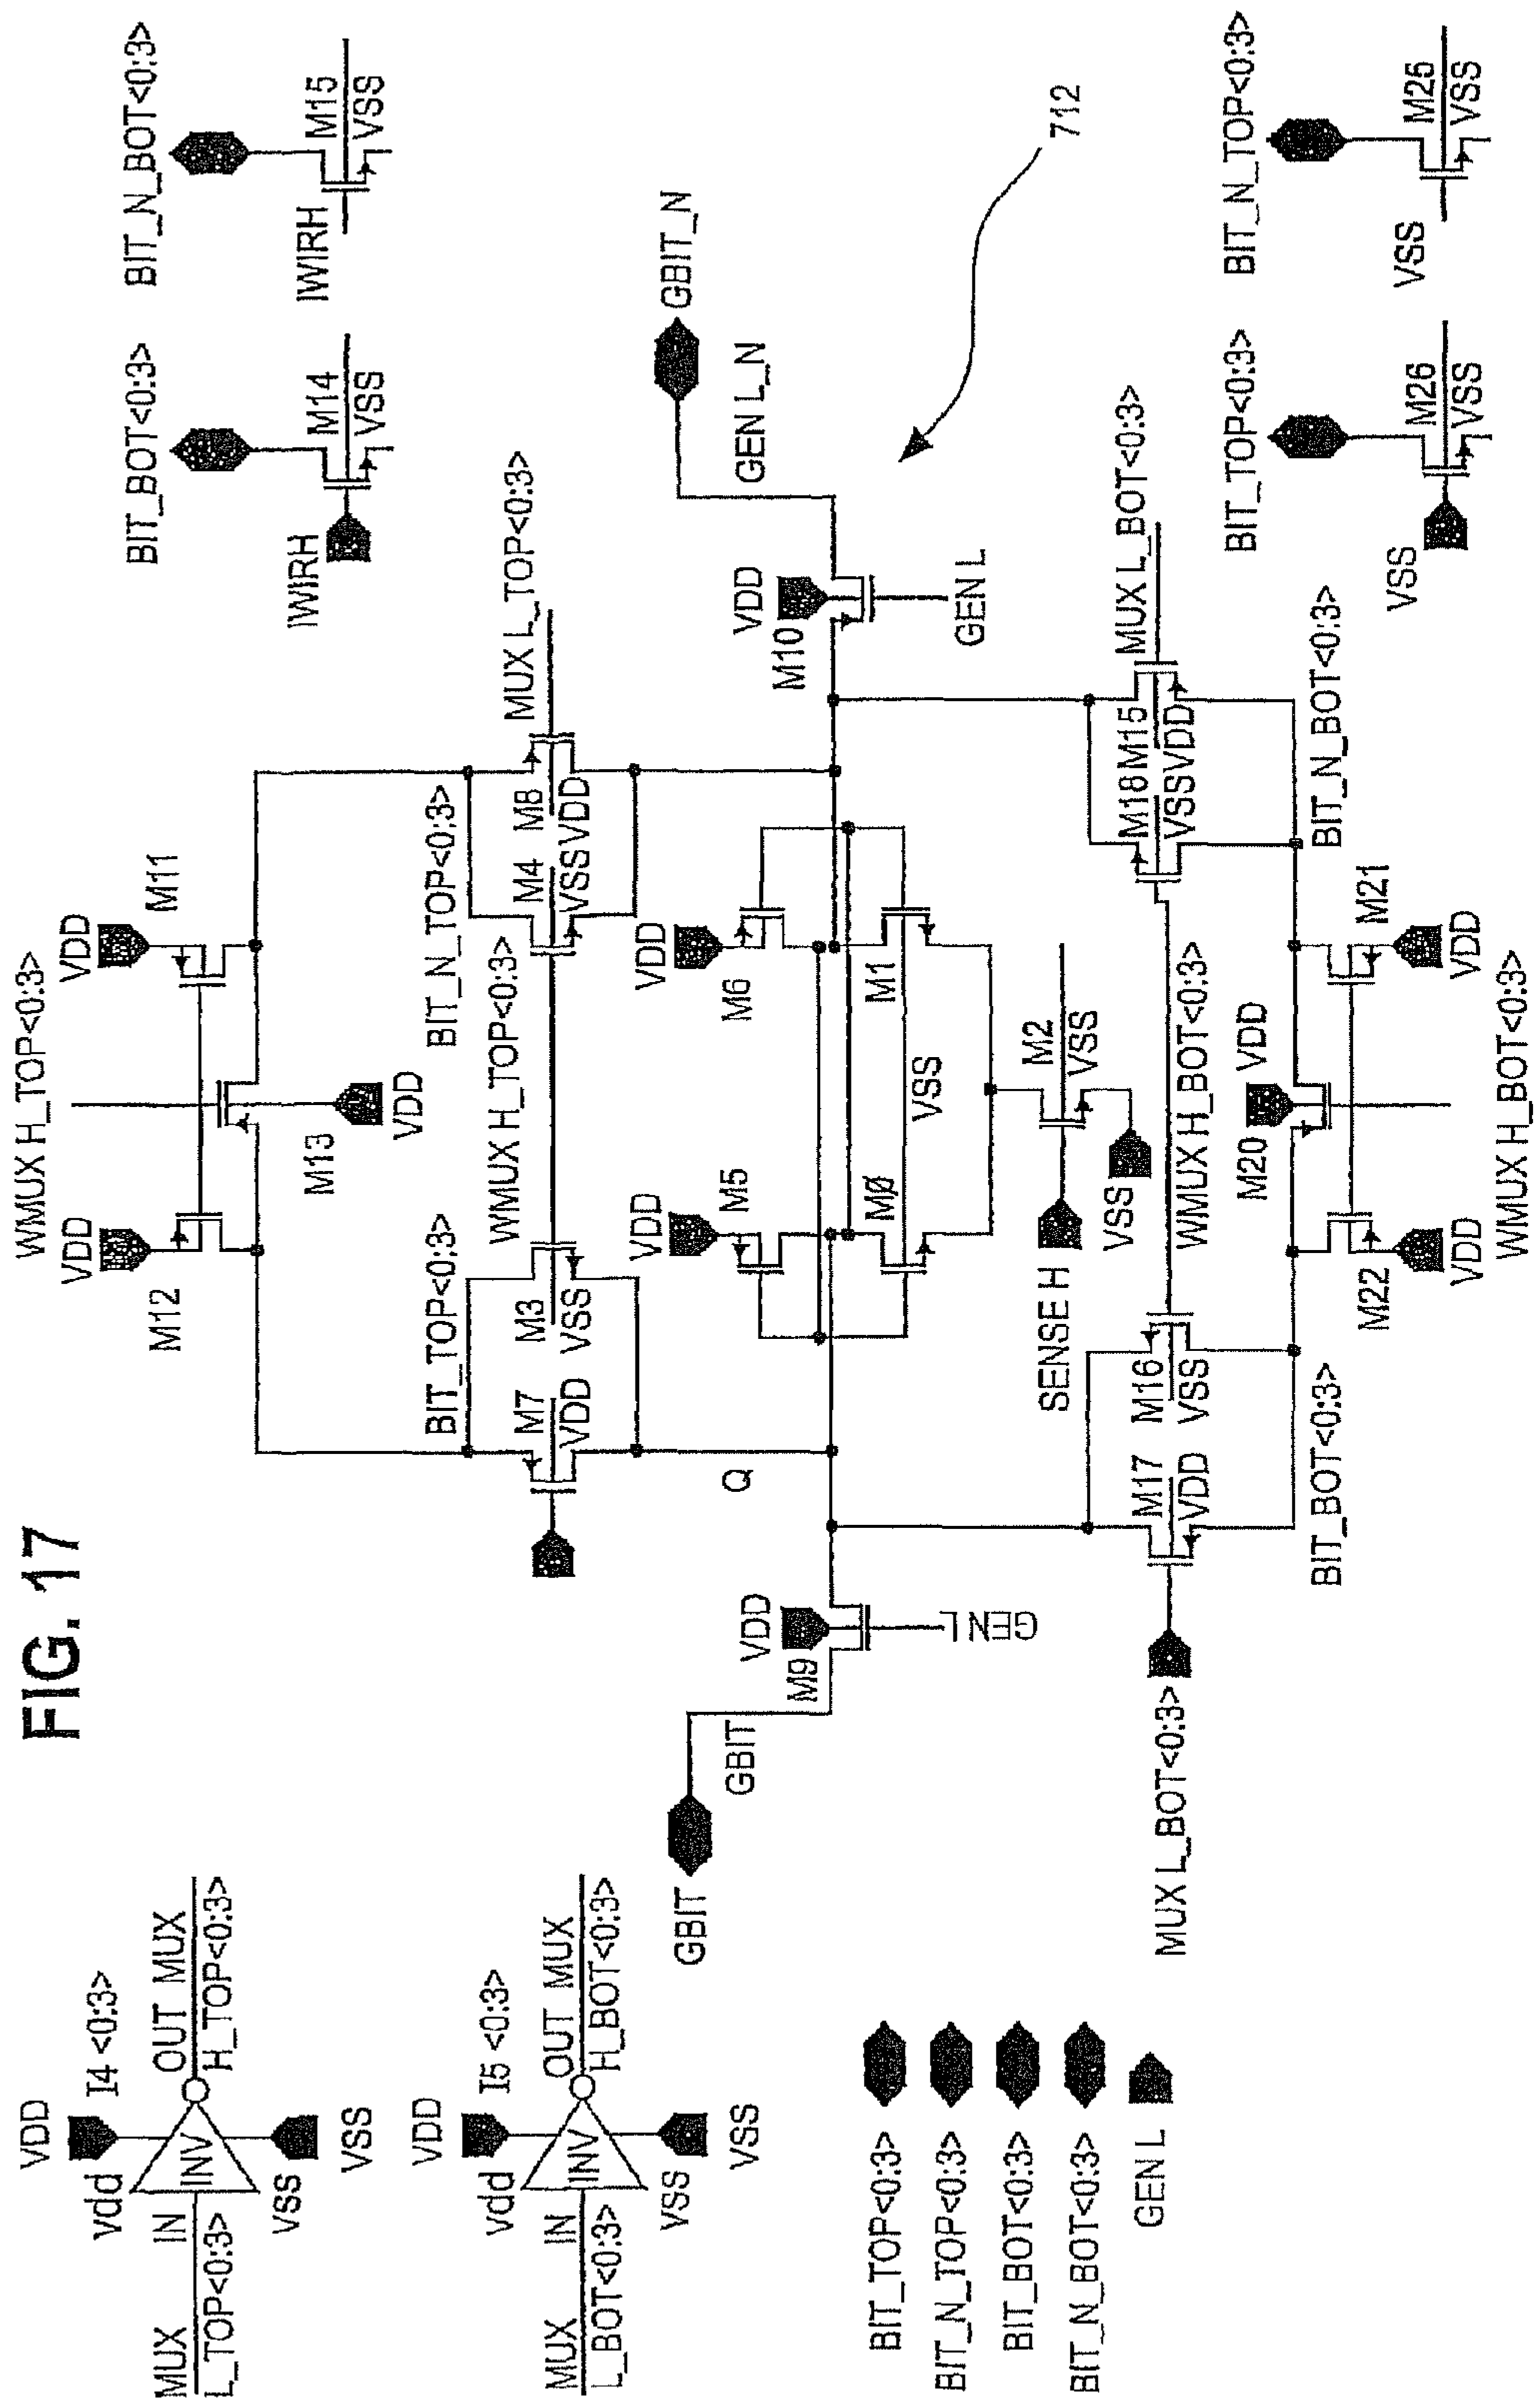 FIG. 17
MUX
L_TOP<0:3>
IN
vdd
VDD
INV
VSS
VSS
I4 <0:3>
OUT MUX
H_TOP<0:3>
MUX
L_BOT<0:3>
IN
vdd
VDD
INV
VSS
VSS
I5 <0:3>
OUT MUX
H_BOT<0:3>
BIT_TOP<0:3>
BIT_N_TOP<0:3>
BIT_BOT<0:3>
BIT_N_BOT<0:3>
GEN L
WMUX H_TOP<0:3>
VDD
M12
VDD
M11
M13
VDD
BIT_TOP<0:3>
M7
VDD
M3
VSS
WMUX H_TOP<0:3>
BIT_N_TOP<0:3>
M4
VSS
M8
VDD
MUX L_TOP<0:3>
Q
GBIT
GBIT
M9
VDD
GEN L
VDD
M5
VDD
M6
MØ
VSS
M1
SENSE H
M2
VSS
VSS
VDD
M10
GEN L
GEN L_N
GBIT_N
712
MUX L_BOT<0:3>
M17
VDD
M16
VSS
WMUX H_BOT<0:3>
M18
VSS
M15
VDD
MUX L_BOT<0:3>
BIT_BOT<0:3>
BIT_N_BOT<0:3>
M20
VDD
M22
VDD
M21
VDD
WMUX H_BOT<0:3>
BIT_BOT<0:3>
IWIRH
M14
VSS
BIT_N_BOT<0:3>
IWIRH
M15
VSS
BIT_TOP<0:3>
VSS
M26
VSS
BIT_N_TOP<0:3>
VSS
M25
VSS